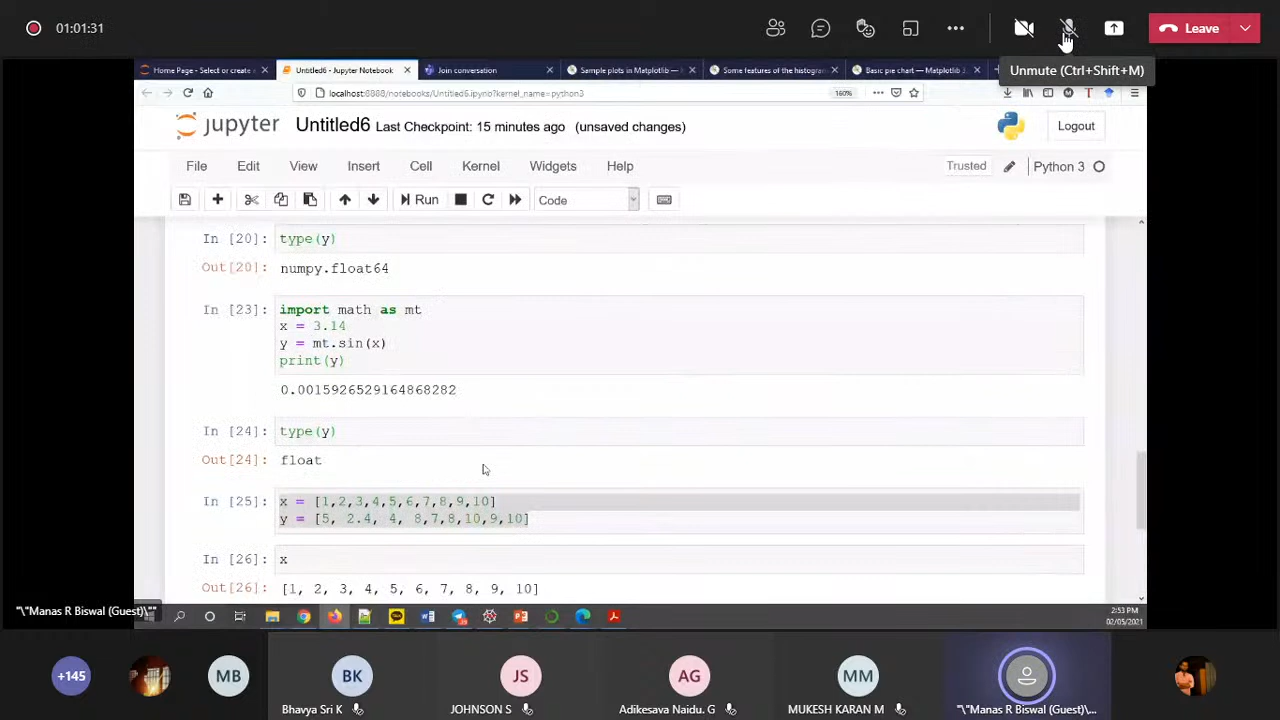 01:01:31
Leave
Unmute (Ctrl+Shift+M)
Home Page - Select or create
Untitled6 - Jupyter Notebook
Join conversation
Sample plots in Matplotlib —
Some features of the histogram
Basic pie chart — Matplotlib
localhost:8888/notebooks/Untitled6.ipynb?kernel_name=python3
160%
jupyter Untitled6 Last Checkpoint: 15 minutes ago (unsaved changes)
Logout
File Edit View Insert Cell Kernel Widgets Help
Trusted
Python 3
Run
Code
In [20]: type(y)
Out[20]: numpy.float64
In [23]: import math as mt
x = 3.14
y = mt.sin(x)
print(y)
0.0015926529164868282
In [24]: type(y)
Out[24]: float
In [25]: x = [1,2,3,4,5,6,7,8,9,10]
y = [5, 2.4, 4, 8,7,8,10,9,10]
In [26]: x
Out[26]: [1, 2, 3, 4, 5, 6, 7, 8, 9, 10]
"\"Manas R Biswal (Guest)\""
2:53 PM
02/05/2021
+145
MB
BK
JS
AG
MM
Bhavya Sri K
JOHNSON S
Adikesava Naidu. G
MUKESH KARAN M
"\"Manas R Biswal (Guest)\...